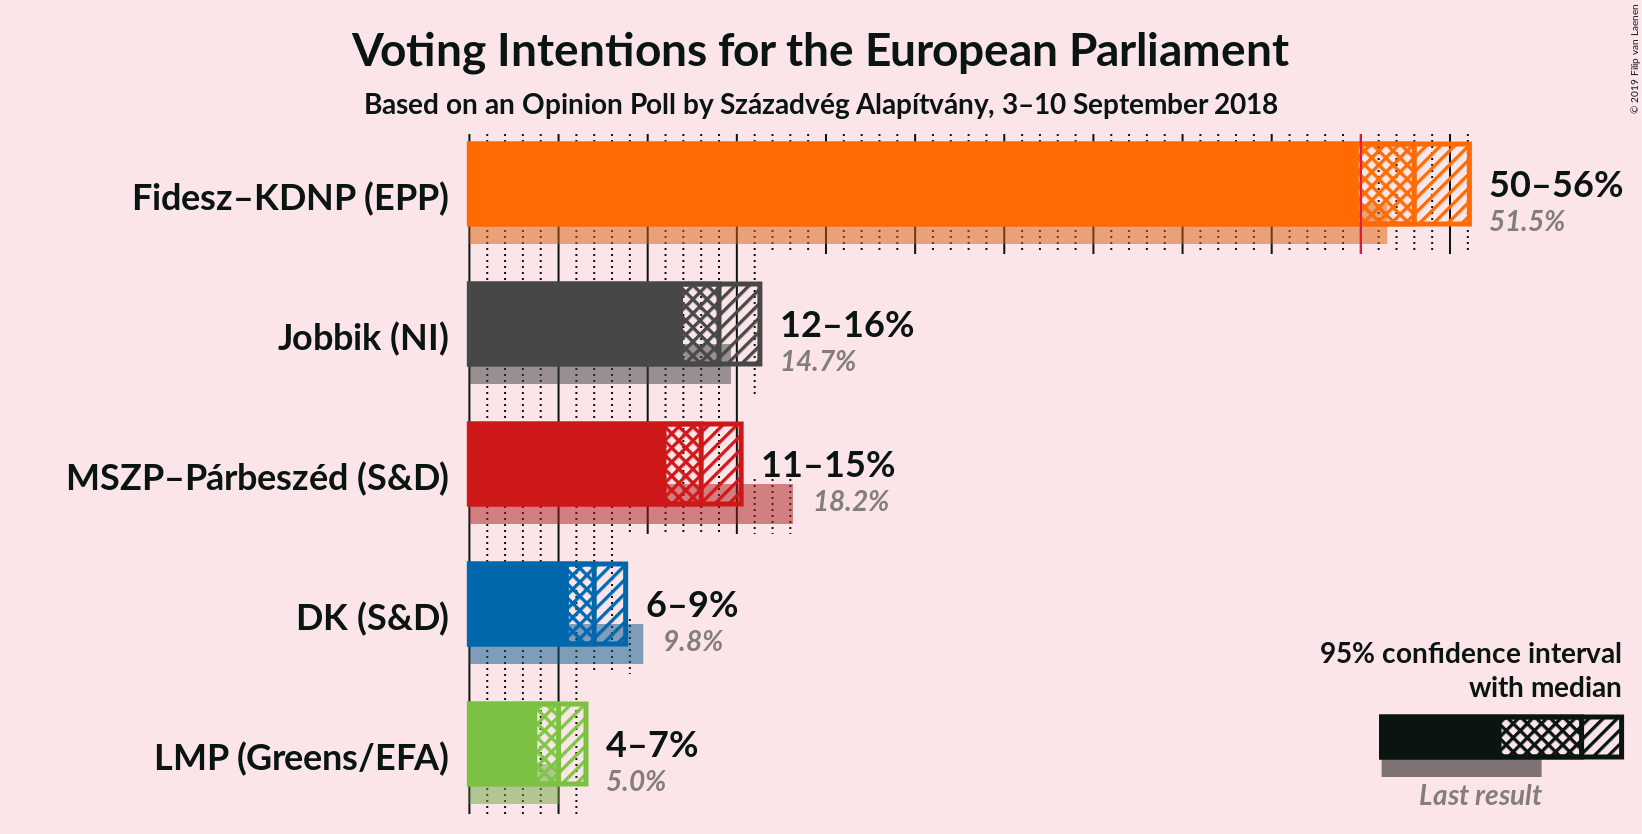 Voting Intentions for the European Parliament
Based on an Opinion Poll by Századvég Alapítvány, 3–10 September 2018
© 2019 Filip van Laenen
Fidesz–KDNP (EPP)
50–56%
51.5%
Jobbik (NI)
12–16%
14.7%
MSZP–Párbeszéd (S&D)
11–15%
18.2%
DK (S&D)
6–9%
9.8%
LMP (Greens/EFA)
4–7%
5.0%
95% confidence interval
with median
Last result